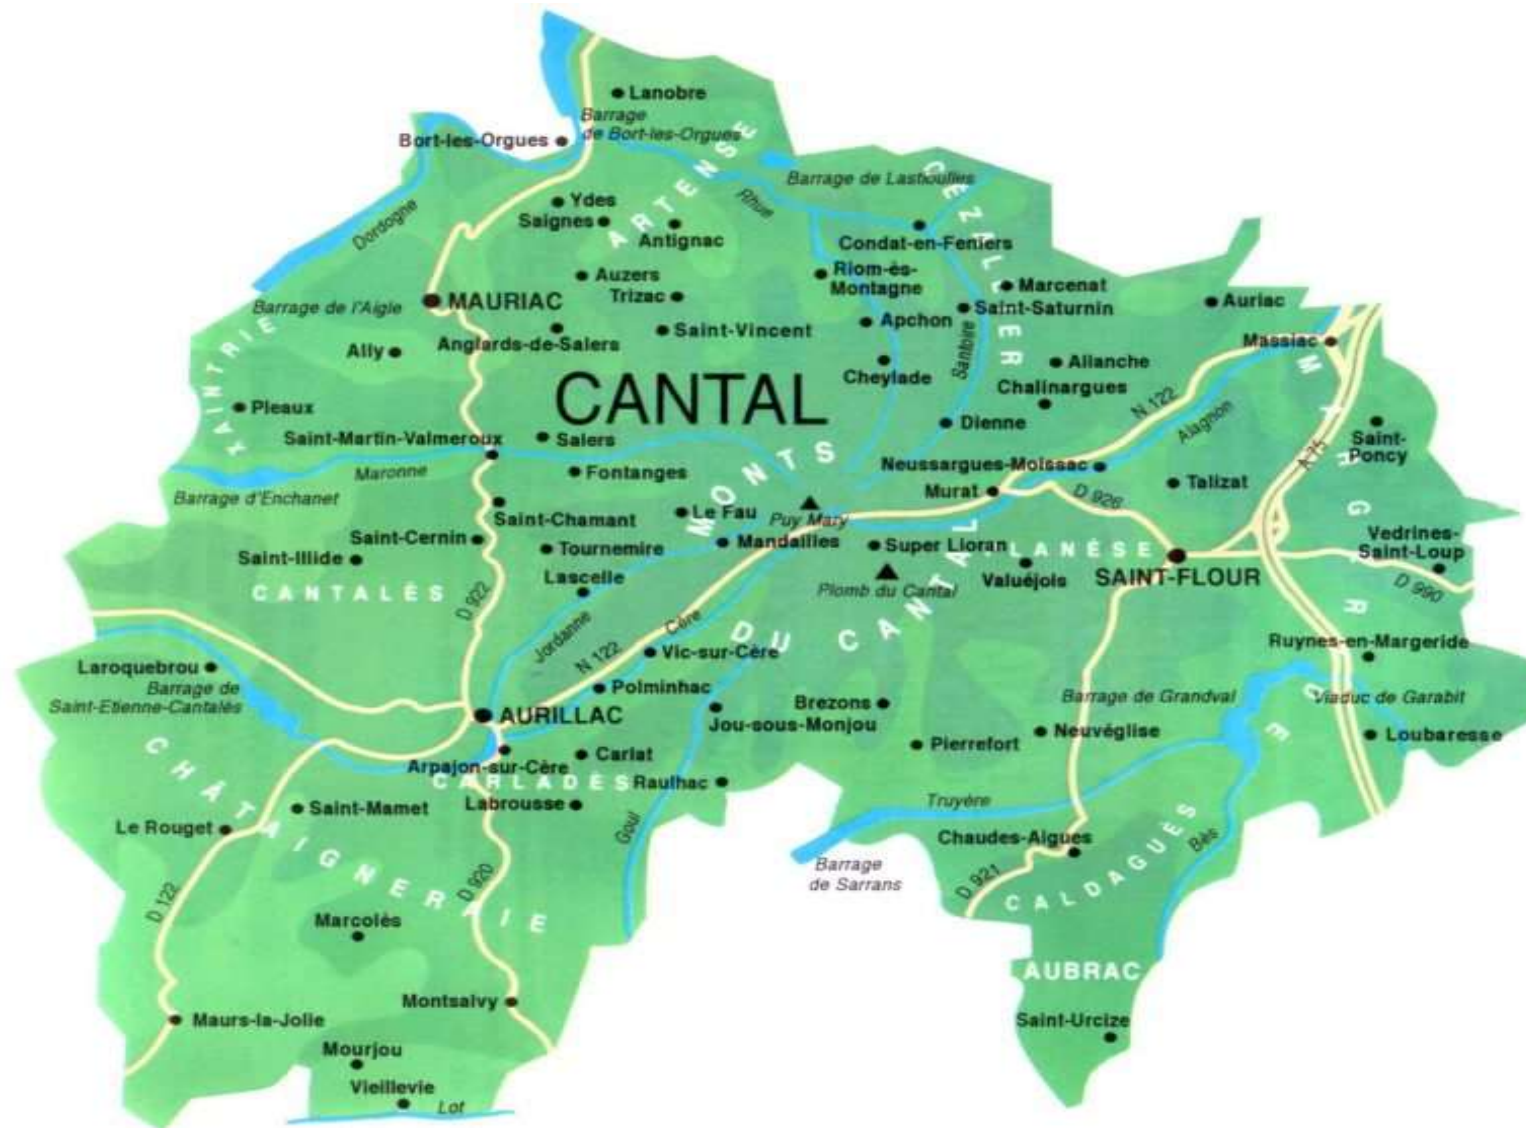 Lanobre
Barrage
de Bort-les-Orgues
Bort-les-Orgues
ARTENSE
CEZALLIER
Barrage de Lastioulles
Rhue
Dordogne
Ydes
Saignes
Antignac
Condat-en-Feniers
Auzers
Trizac
Riom-ès-
Montagne
Marcenat
Saint-Saturnin
Auriac
Barrage de l'Aigle
MAURIAC
Anglards-de-Salers
Saint-Vincent
Apchon
Santoire
Massiac
Ally
Cheylade
Allanche
Chalinargues
XAINTRIE
CANTAL
N 122
Alagnon
MARGERIDE
Pleaux
Saint-Martin-Valmeroux
Salers
Dienne
Saint-
Poncy
A 75
Maronne
Fontanges
MONTS
Neussargues-Moissac
Barrage d'Enchanet
Murat
D 926
Talizat
Saint-Chamant
Le Fau
Puy Mary
Saint-Cernin
Tournemire
Mandailles
Super Lioran
PLANÈSE
Vedrines-
Saint-Loup
Saint-Illide
Lascelle
Plomb du Cantal
Valuéjois
SAINT-FLOUR
D 990
CANTALÈS
D 922
Jordanne
N 122
Cère
DU CANTAL
Ruynes-en-Margeride
Laroquebrou
Barrage de
Saint-Etienne-Cantalès
Vic-sur-Cère
Polminhac
Barrage de Grandval
Viaduc de Garabit
AURILLAC
Jou-sous-Monjou
Brezons
Neuvéglise
Loubaresse
Pierrefort
Arpajon-sur-Cère
Carlat
CARLADÈS
Raulhac
CHÂTAIGNERAIE
Labrousse
Saint-Mamet
Le Rouget
Goul
Truyère
Chaudes-Aigues
CALDAGUÈS
Bès
Barrage
de Sarrans
D 921
D 122
D 920
Marcolès
AUBRAC
Montsalvy
Maurs-la-Jolie
Saint-Urcize
Mourjou
Vieillevie
Lot